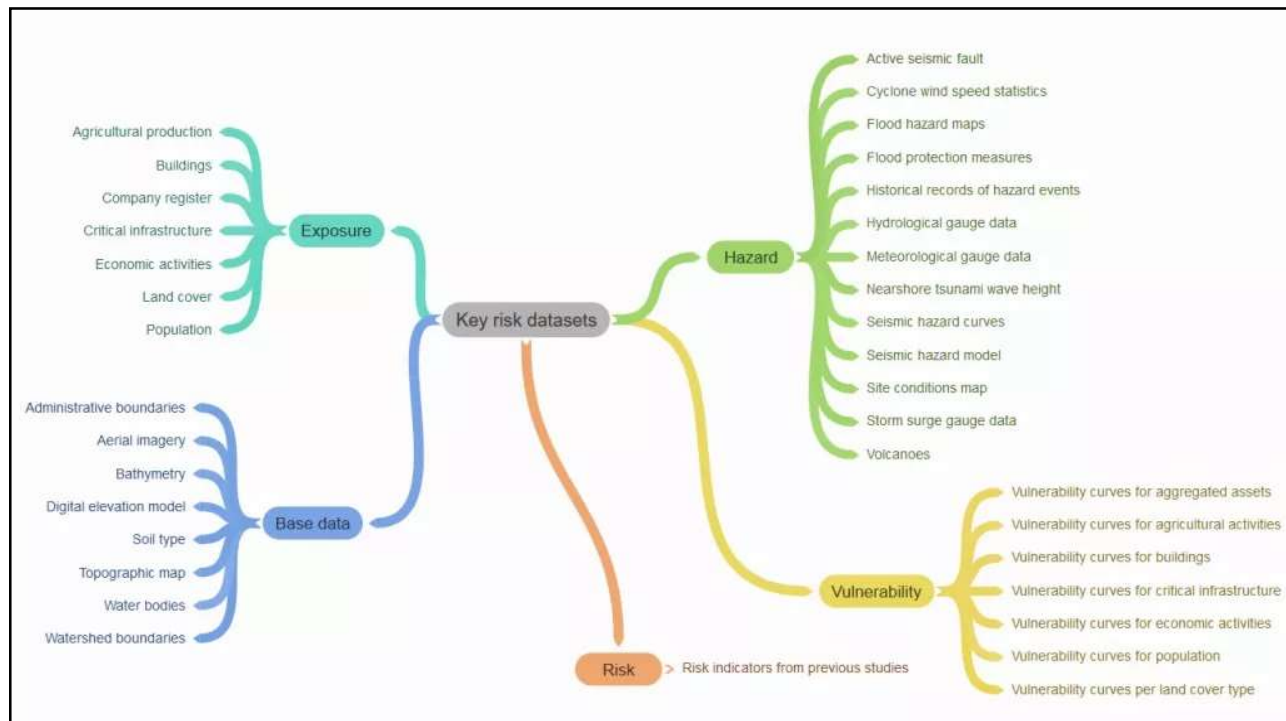 Key risk datasets
Exposure
Agricultural production
Buildings
Company register
Critical infrastructure
Economic activities
Land cover
Population
Base data
Administrative boundaries
Aerial imagery
Bathymetry
Digital elevation model
Soil type
Topographic map
Water bodies
Watershed boundaries
Risk
Risk indicators from previous studies
Hazard
Active seismic fault
Cyclone wind speed statistics
Flood hazard maps
Flood protection measures
Historical records of hazard events
Hydrological gauge data
Meteorological gauge data
Nearshore tsunami wave height
Seismic hazard curves
Seismic hazard model
Site conditions map
Storm surge gauge data
Volcanoes
Vulnerability
Vulnerability curves for aggregated assets
Vulnerability curves for agricultural activities
Vulnerability curves for buildings
Vulnerability curves for critical infrastructure
Vulnerability curves for economic activities
Vulnerability curves for population
Vulnerability curves per land cover type